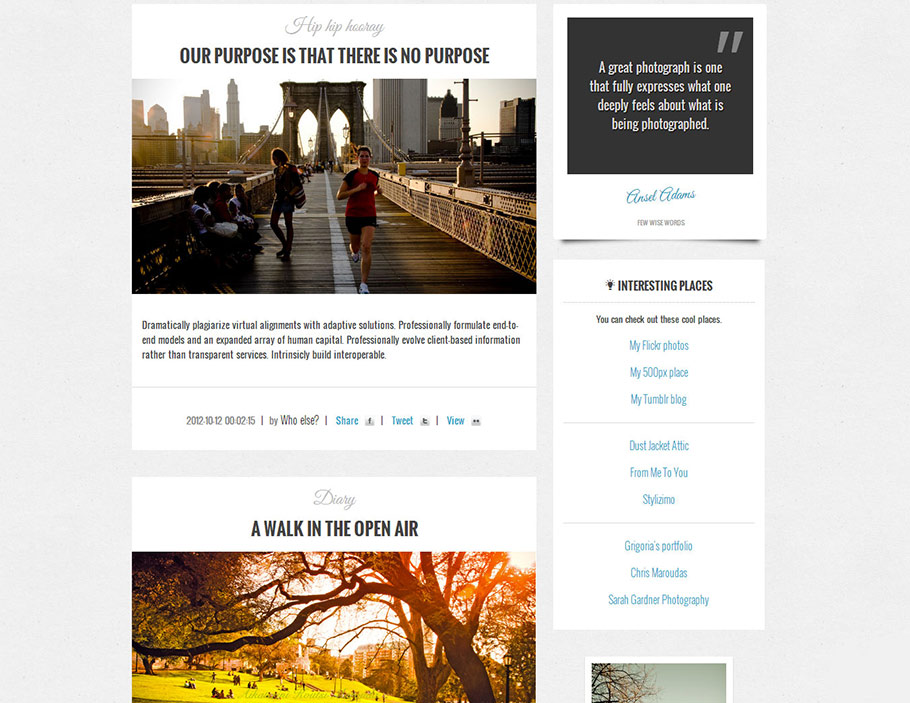 Hip hip hooray
OUR PURPOSE IS THAT THERE IS NO PURPOSE
Dramatically plagiarize virtual alignments with adaptive solutions. Professionally formulate end-to-
end models and an expanded array of human capital. Professionally evolve client-based information
rather than transparent services. Intrinsicly build interoperable.
2012-10-12 00:02:15 | by Who else? | Share | Tweet | View
Diary
A WALK IN THE OPEN AIR
"
A great photograph is one
that fully expresses what one
deeply feels about what is
being photographed.
Ansel Adams
FEW WISE WORDS
INTERESTING PLACES
You can check out these cool places.
My Flickr photos
My 500px place
My Tumblr blog
Dust Jacket Attic
From Me To You
Stylizimo
Grigoria's portfolio
Chris Maroudas
Sarah Gardner Photography